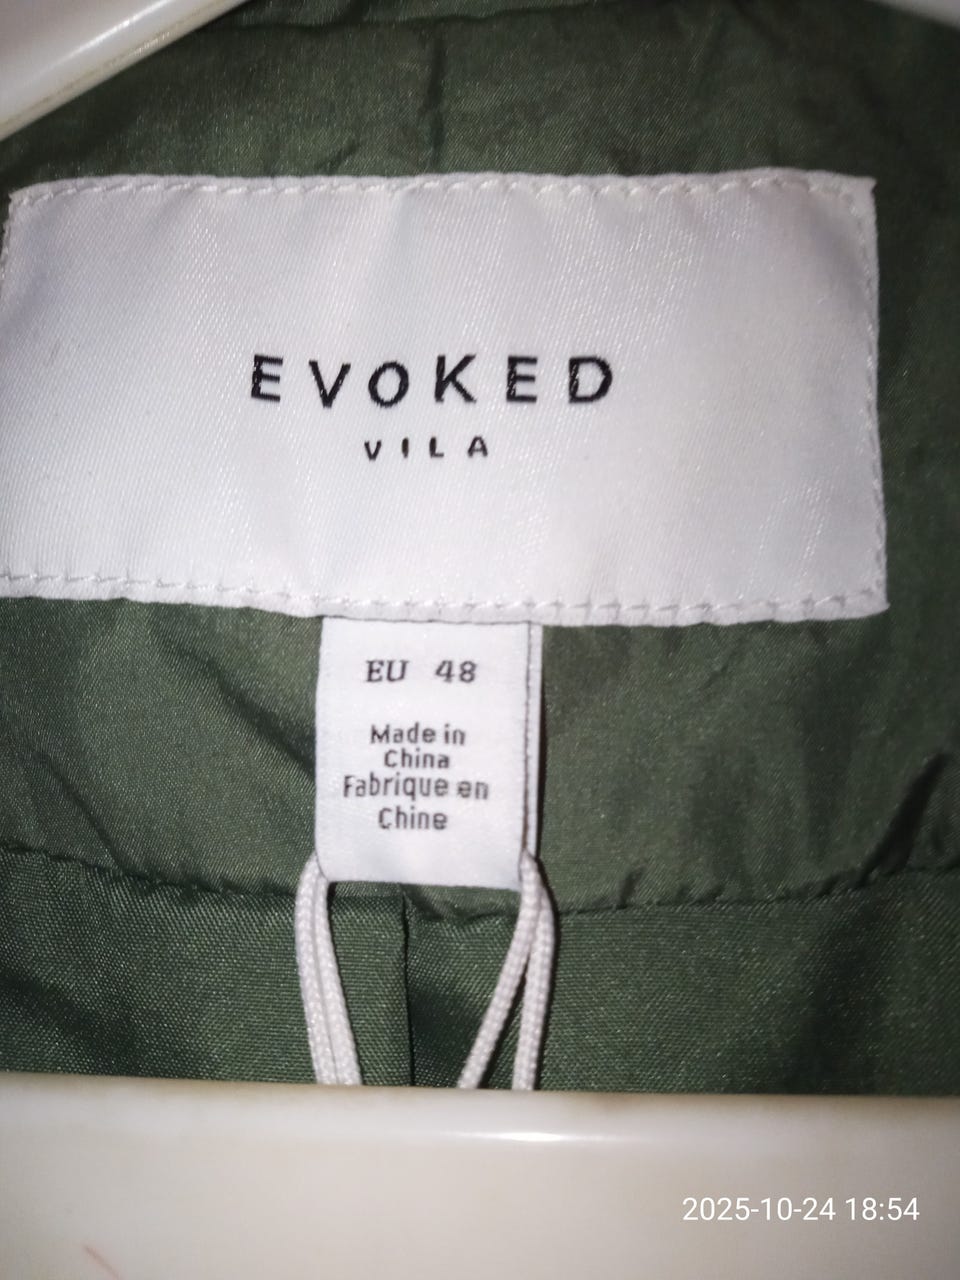 EVOKED
VILA
EU 48
Made in
China
Fabrique en
Chine
2025-10-24 18:54